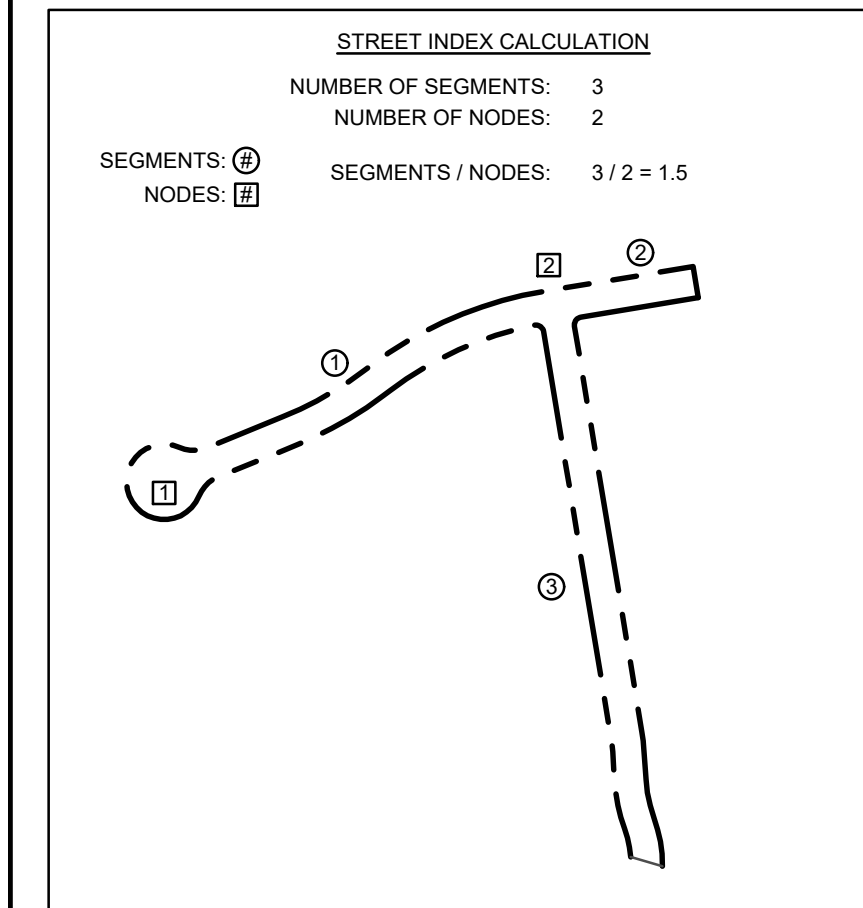 STREET INDEX CALCULATION
NUMBER OF SEGMENTS: 3
NUMBER OF NODES: 2
SEGMENTS: #
NODES: #
SEGMENTS / NODES: 3 / 2 = 1.5
2
2
1
1
3